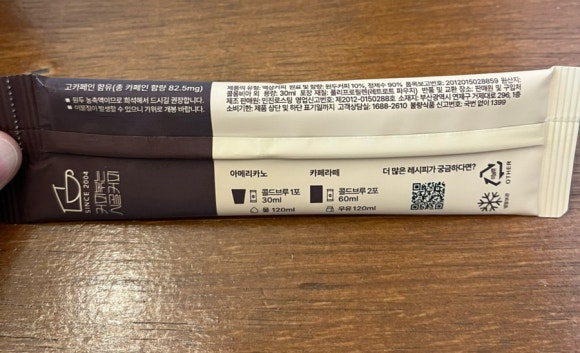 고카페인 함유(총 카페인 함량 82.5mg)
■ 원두 농축액이므로 희석해서 드시길 권장합니다.
■ 이물질이 발생할 수 있으니 가위로 개봉 바랍니다.
제품의 유형: 액상커피 원료 및 함량: 원두커피 10%, 정제수 90% 품목보고번호: 2012015028859 원산지:
콜롬비아 외 용량: 30ml 포장 재질: 폴리프로필렌(레토르트 파우치) 반품 및 교환 장소: 판매원 및 구입처
제조 판매원: 인진로스팅 영업신고번호: 제2012-0150288호 소재지: 부산광역시 연제구 거제대로 296, 1층
소비기한: 제품 상단 및 하단 표기일까지 고객상담실: 1688-2610 불량식품 신고번호: 국번 없이 1399
SINCE 2004
커피볶는
시골커피
아메리카노
콜드브루 1포
30ml
물 120ml
카페라떼
콜드브루 2포
60ml
우유 120ml
더 많은 레시피가 궁금하다면?
OTHER